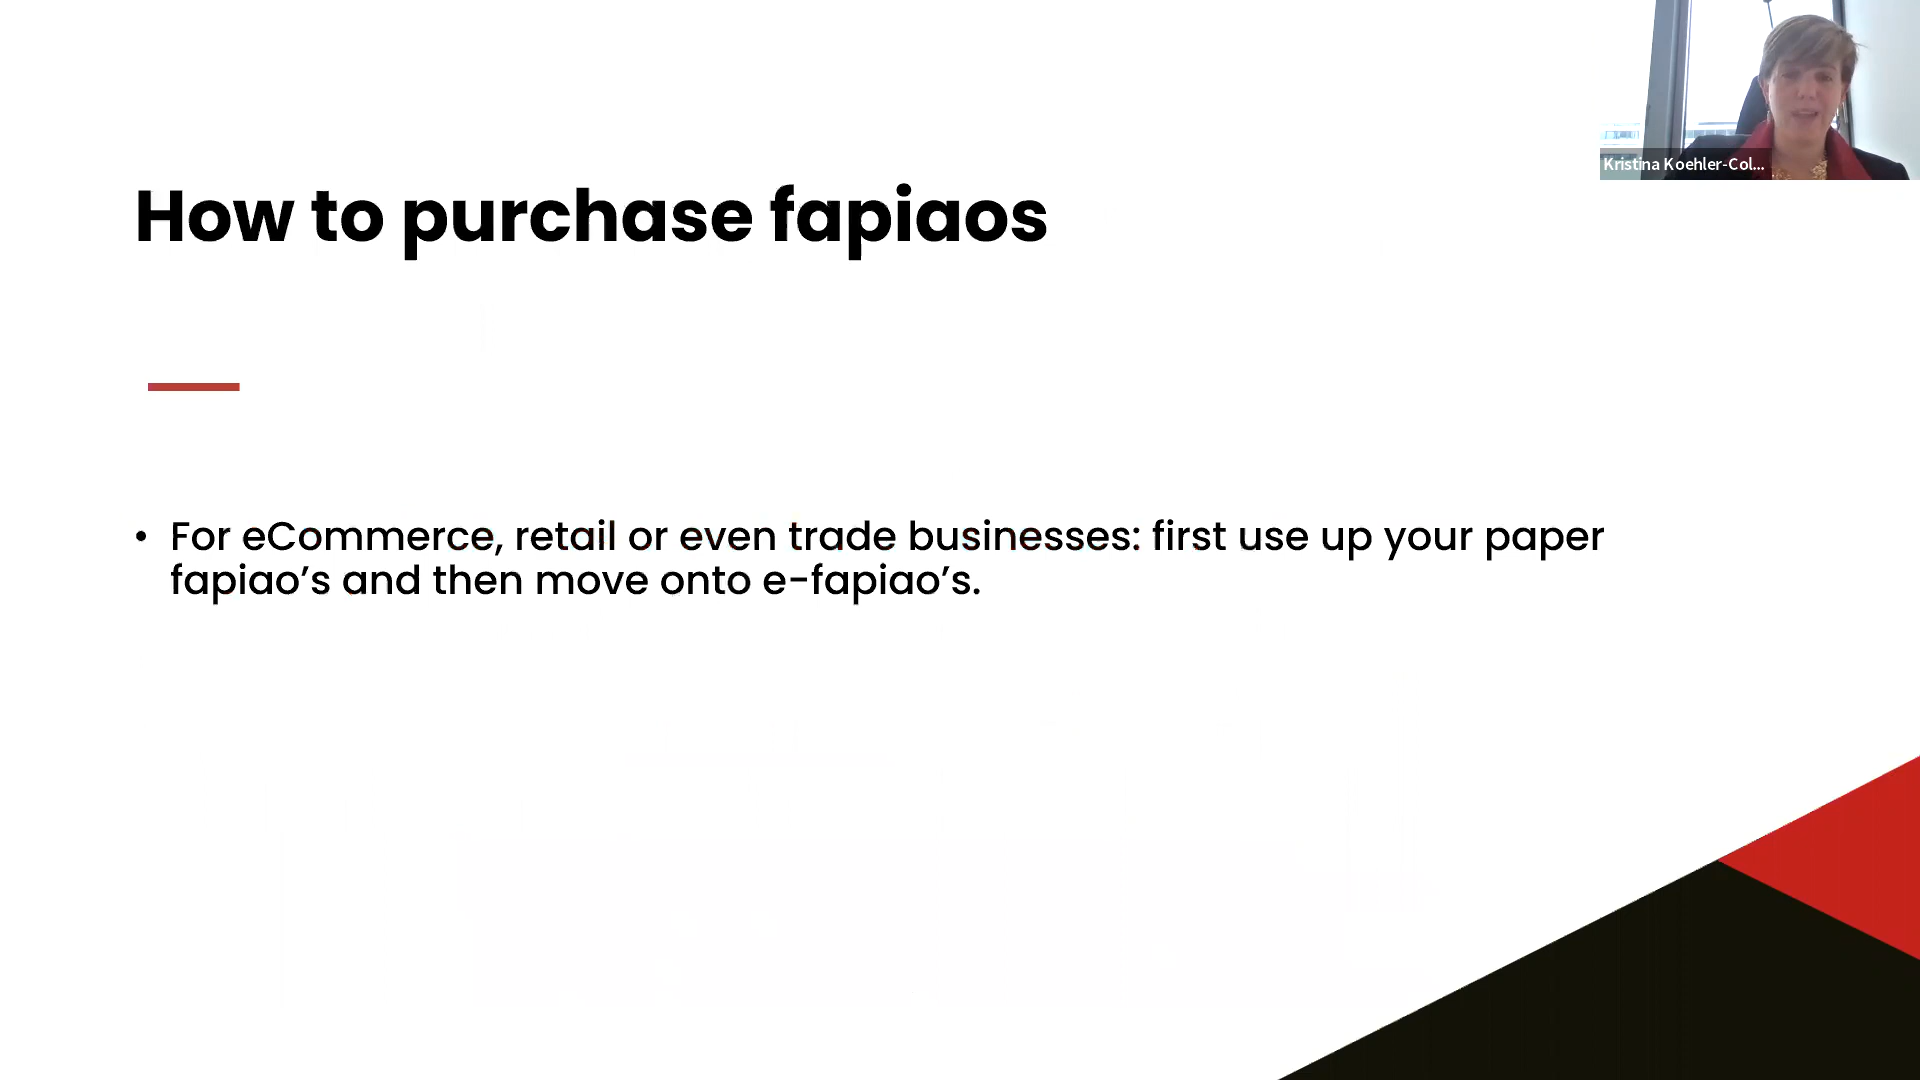 Kristina Koehler-Col...
How to purchase fapiaos
• For eCommerce, retail or even trade businesses: first use up your paper
fapiao’s and then move onto e-fapiao’s.